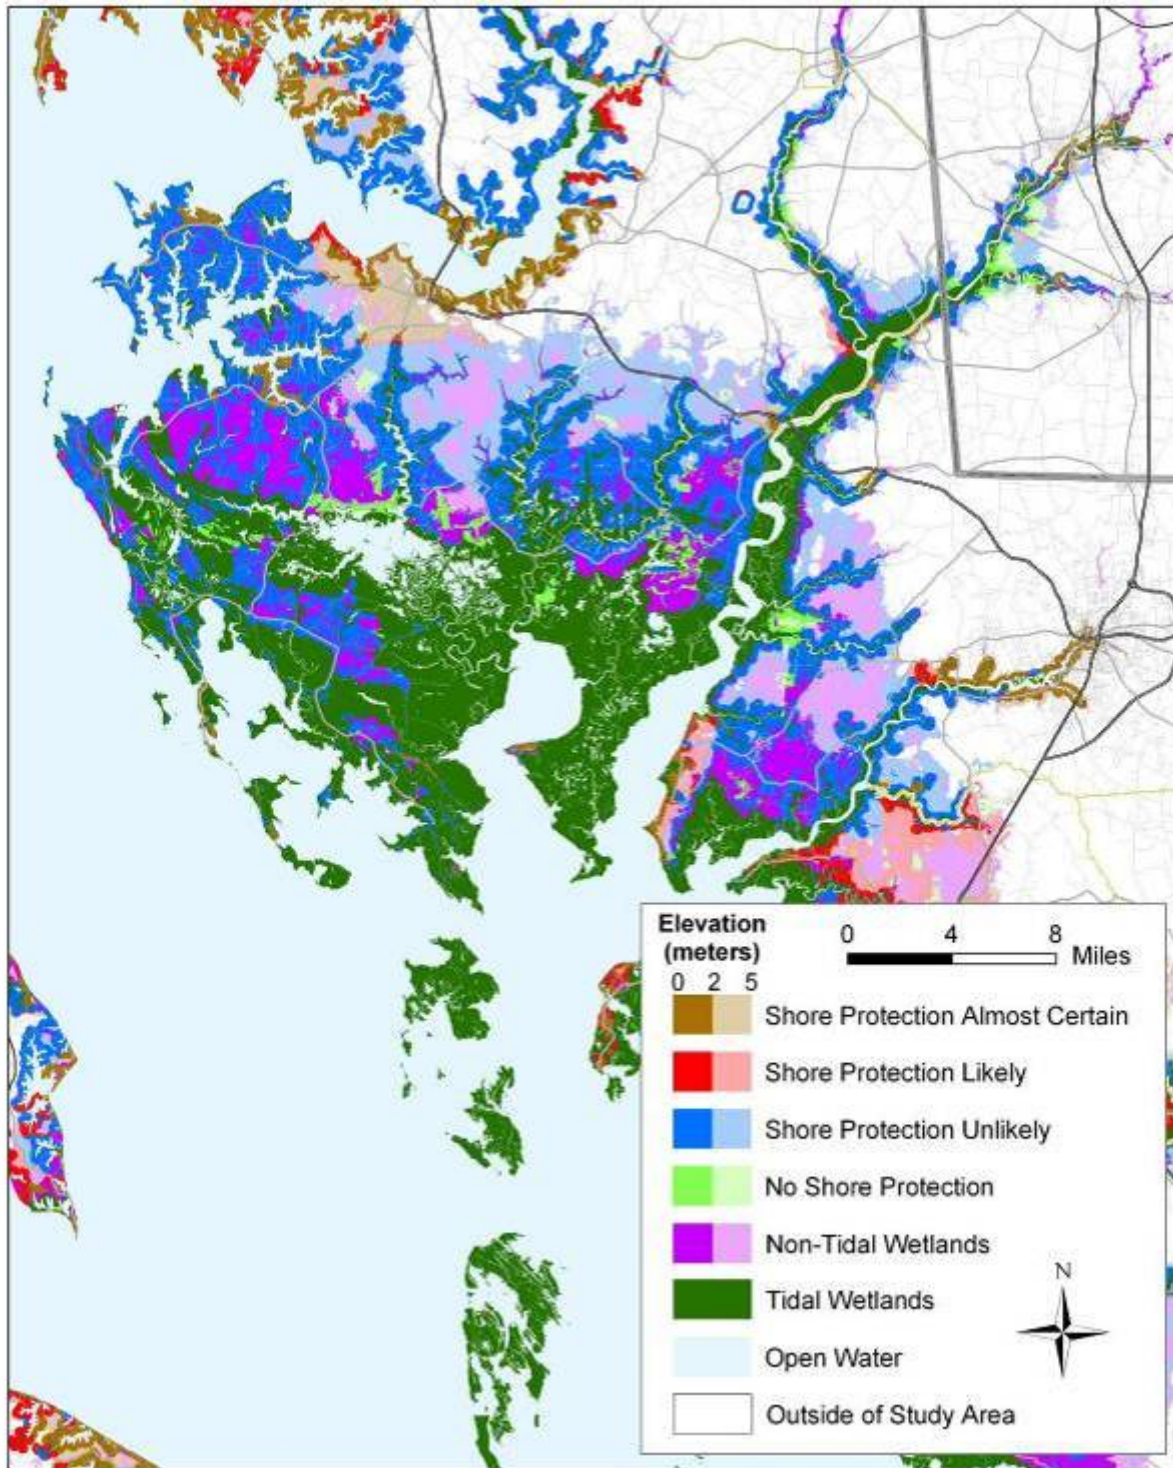 Elevation
(meters)
0 2 5
0 4 8
Miles
Shore Protection Almost Certain
Shore Protection Likely
Shore Protection Unlikely
No Shore Protection
Non-Tidal Wetlands
Tidal Wetlands
Open Water
Outside of Study Area
N